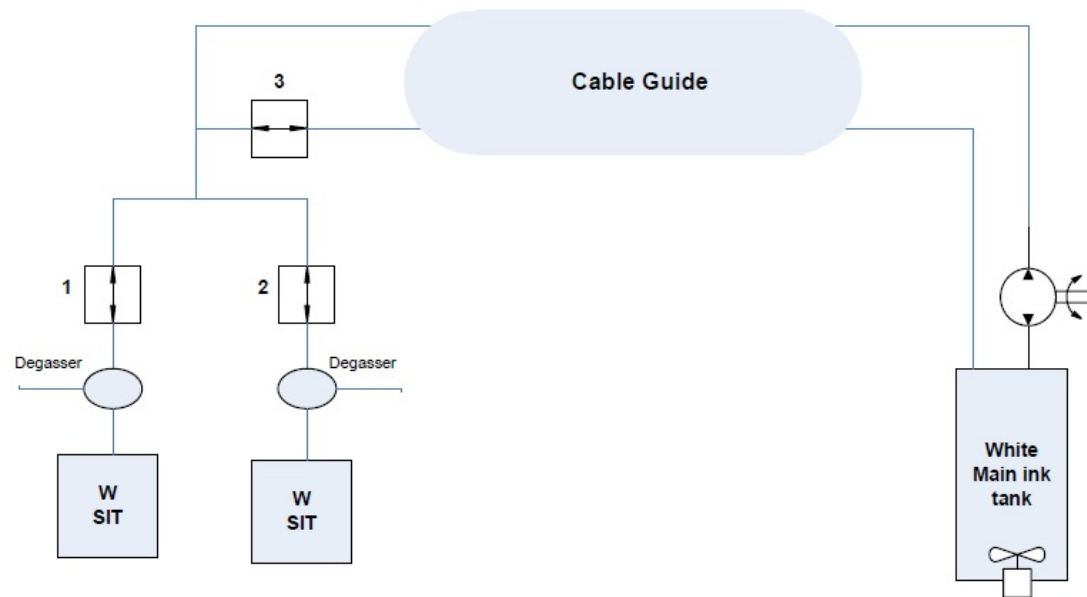 Cable Guide
3
1
2
Degasser
Degasser
W
SIT
W
SIT
White
Main ink
tank